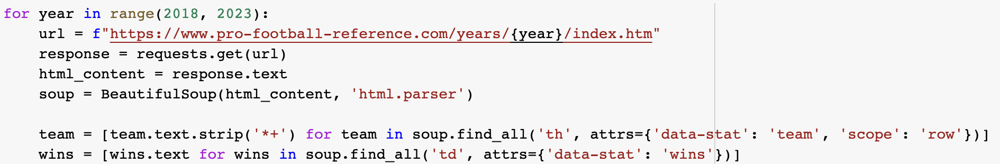 for year in range(2018, 2023):
    url = f"https://www.pro-football-reference.com/years/{year}/index.htm"
    response = requests.get(url)
    html_content = response.text
    soup = BeautifulSoup(html_content, 'html.parser')

    team = [team.text.strip('*+') for team in soup.find_all('th', attrs={'data-stat': 'team', 'scope': 'row'})]
    wins = [wins.text for wins in soup.find_all('td', attrs={'data-stat': 'wins'})]